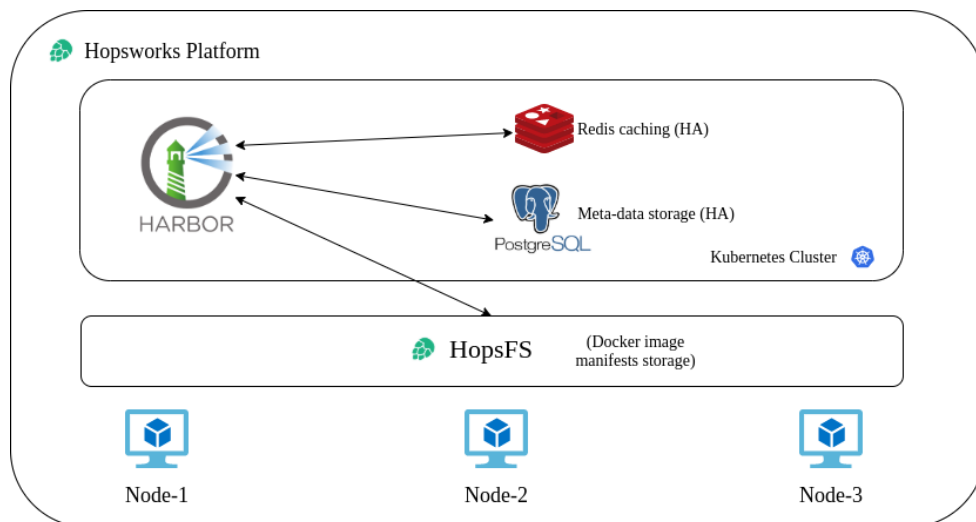 Hopsworks Platform
HARBOR
Redis caching (HA)
PostgreSQL
Meta-data storage (HA)
Kubernetes Cluster
HopsFS
(Docker image
manifests storage)
Node-1
Node-2
Node-3